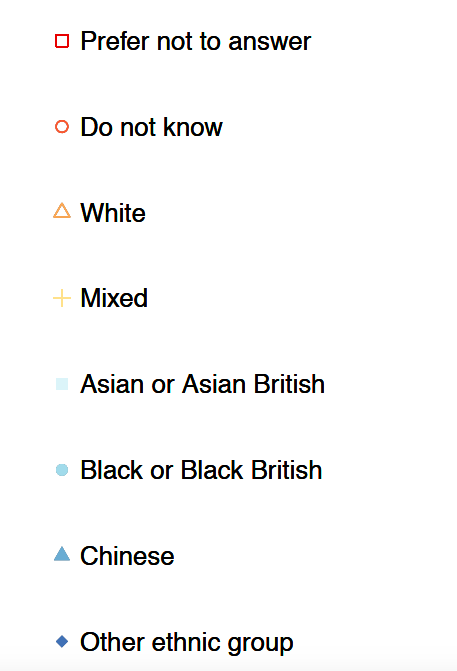 Prefer not to answer
Do not know
White
Mixed
Asian or Asian British
Black or Black British
Chinese
Other ethnic group